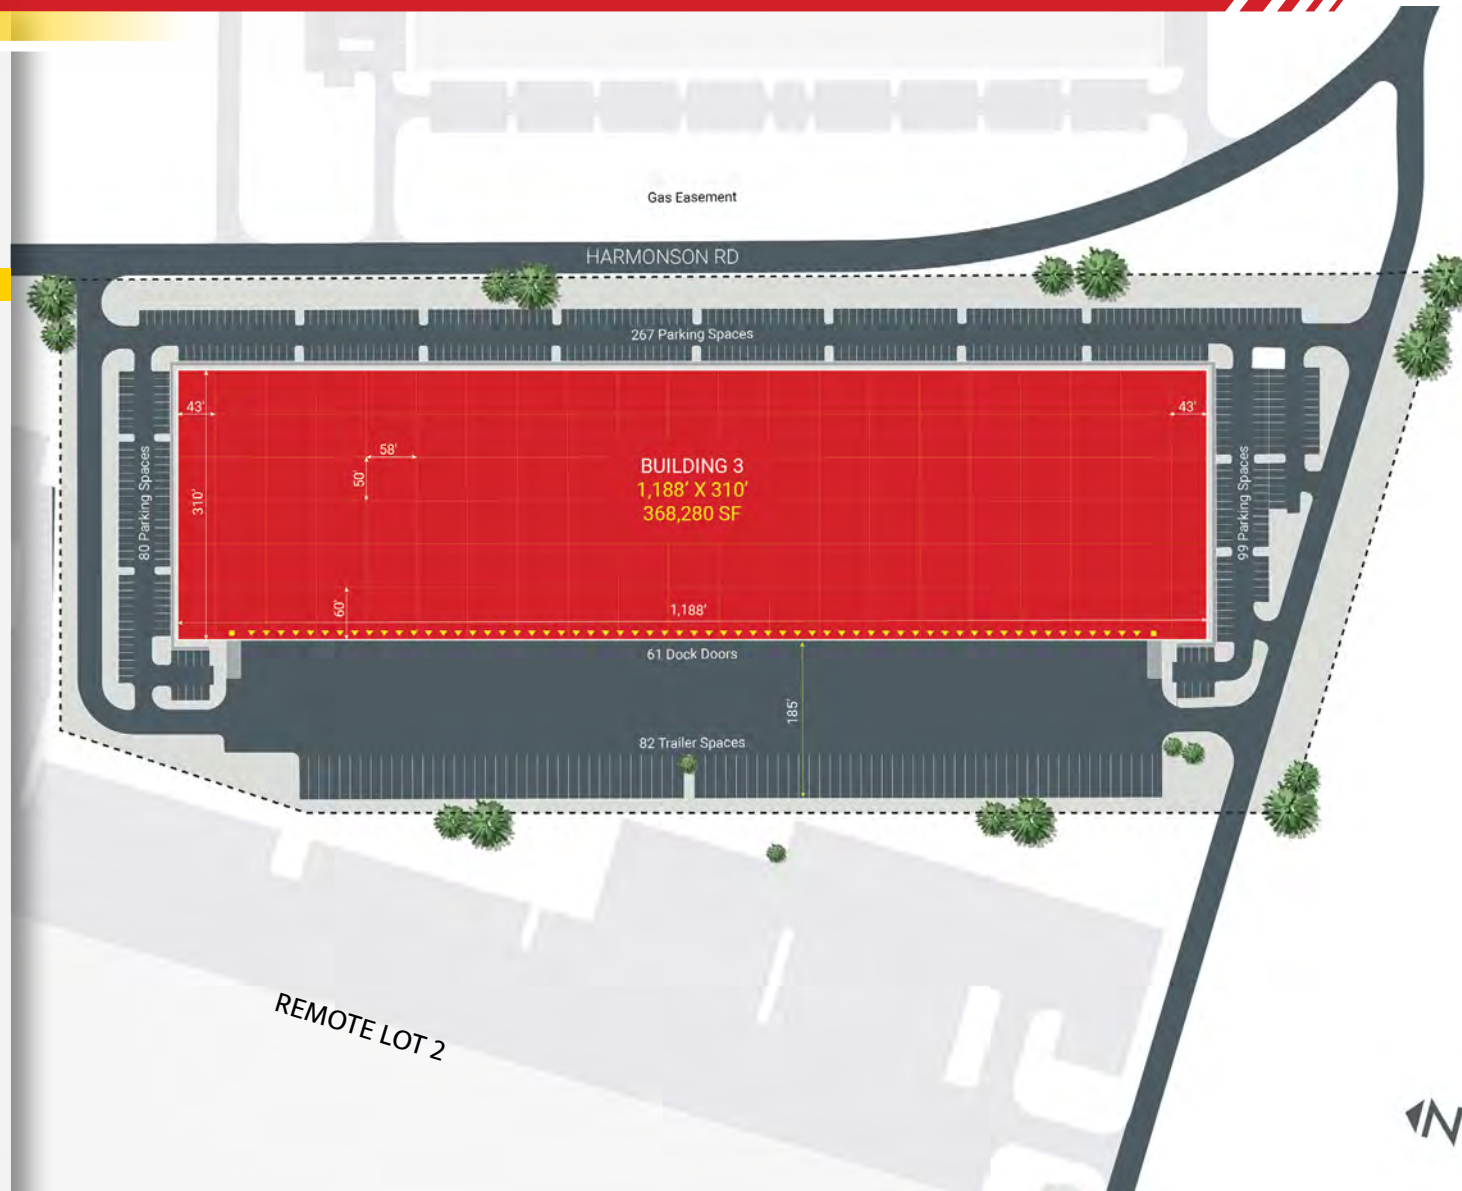 Gas Easement
HARMONSON RD
267 Parking Spaces
43'
43'
58'
50'
310'
80 Parking Spaces
99 Parking Spaces
BUILDING 3
1,188' X 310'
368,280 SF
60'
1,188'
61 Dock Doors
185'
82 Trailer Spaces
REMOTE LOT 2
N